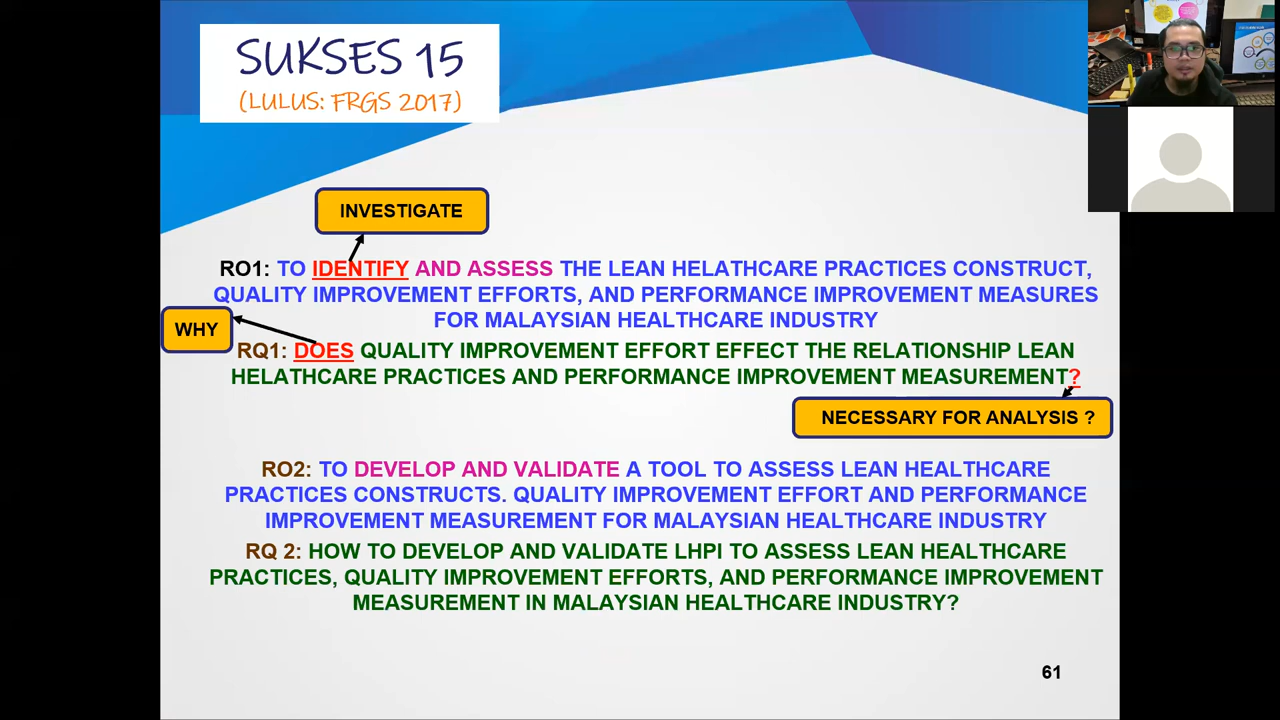 SUKSES 15
(LULUS: FRGS 2017)
INVESTIGATE
RO1: TO IDENTIFY AND ASSESS THE LEAN HELATHCARE PRACTICES CONSTRUCT,
QUALITY IMPROVEMENT EFFORTS, AND PERFORMANCE IMPROVEMENT MEASURES
FOR MALAYSIAN HEALTHCARE INDUSTRY
WHY
RQ1: DOES QUALITY IMPROVEMENT EFFORT EFFECT THE RELATIONSHIP LEAN
HELATHCARE PRACTICES AND PERFORMANCE IMPROVEMENT MEASUREMENT?
NECESSARY FOR ANALYSIS ?
RO2: TO DEVELOP AND VALIDATE A TOOL TO ASSESS LEAN HEALTHCARE
PRACTICES CONSTRUCTS. QUALITY IMPROVEMENT EFFORT AND PERFORMANCE
IMPROVEMENT MEASUREMENT FOR MALAYSIAN HEALTHCARE INDUSTRY
RQ 2: HOW TO DEVELOP AND VALIDATE LHPI TO ASSESS LEAN HEALTHCARE
PRACTICES, QUALITY IMPROVEMENT EFFORTS, AND PERFORMANCE IMPROVEMENT
MEASUREMENT IN MALAYSIAN HEALTHCARE INDUSTRY?
61